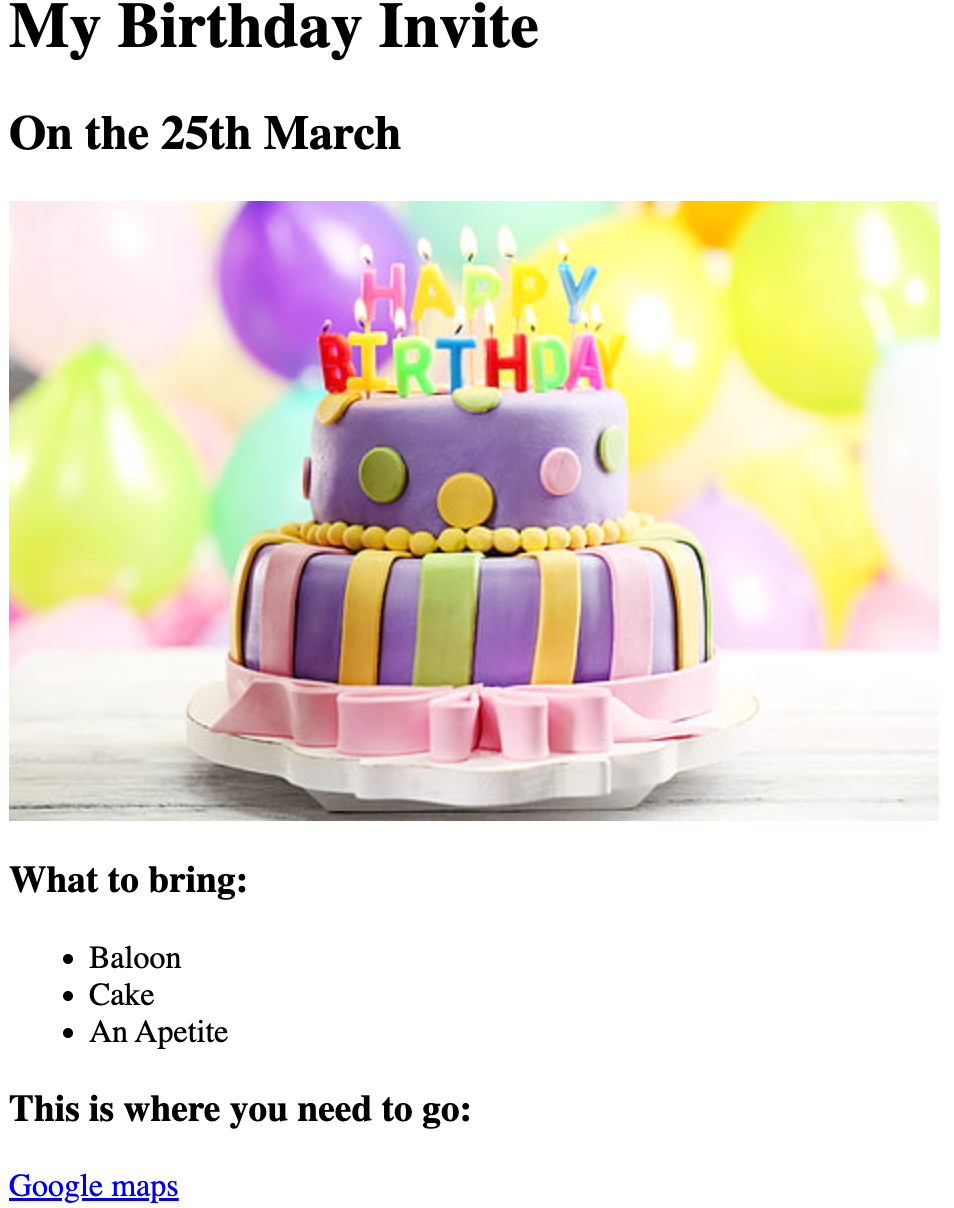 My Birthday Invite
On the 25th March
HAPPY
BIRTHDAY
What to bring:
Baloon
Cake
An Apetite
This is where you need to go:
Google maps